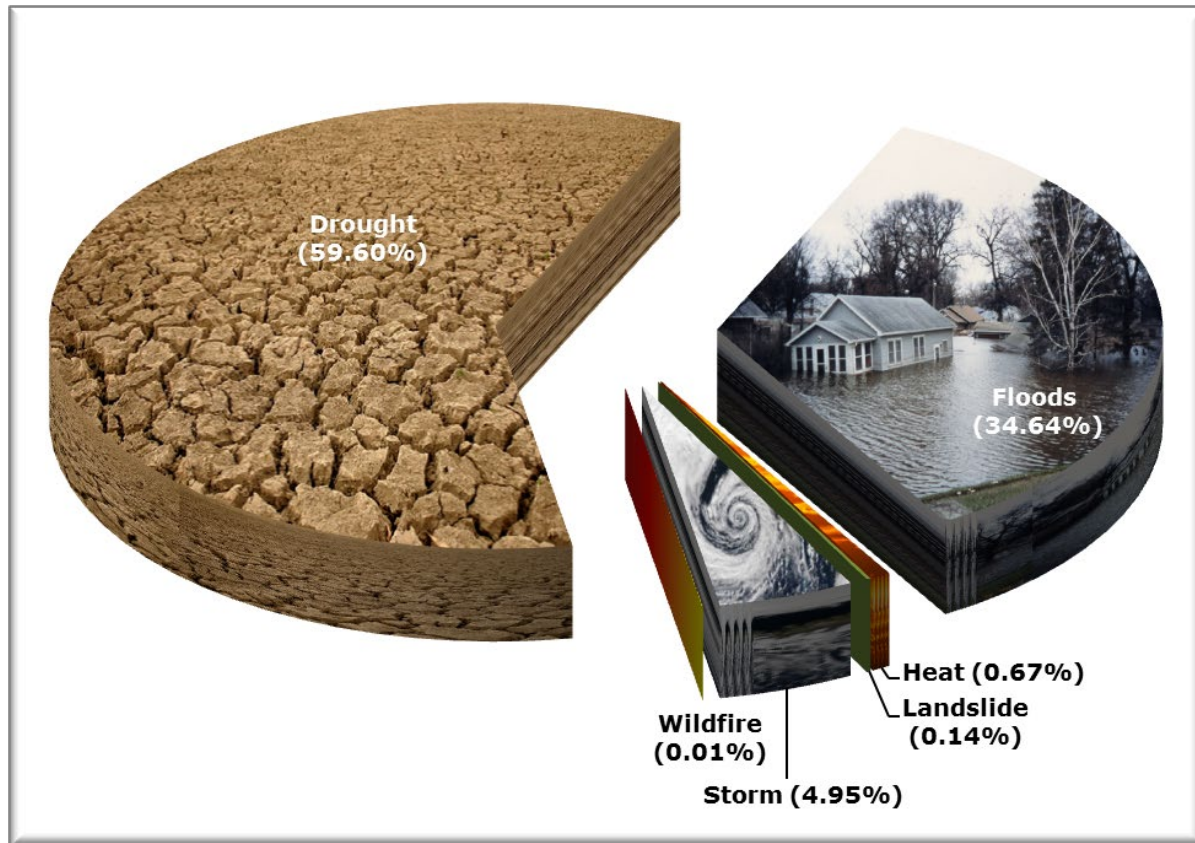 Drought
(59.60%)
Floods
(34.64%)
Heat (0.67%)
Landslide
(0.14%)
Wildfire
(0.01%)
Storm (4.95%)